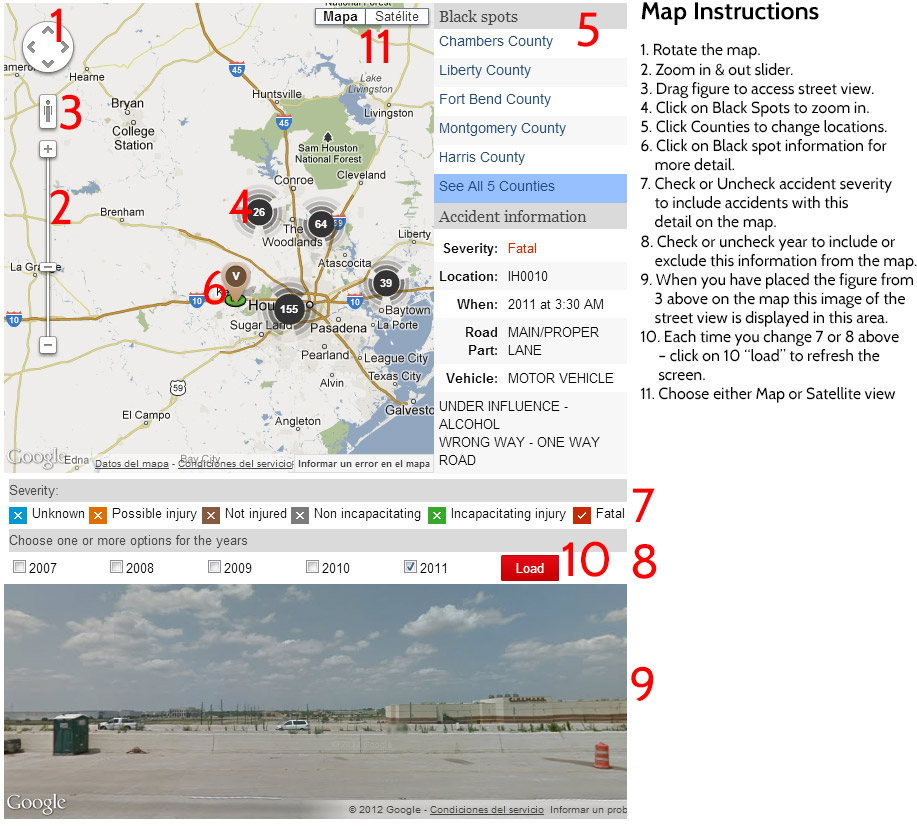 Mapa
Satélite
1
11
ameron
Hearne
45
Lake
Livingston
Huntsville
3
Bryan
Livingston
College
Station
45
Sam Houston
National Forest
Conroe
Cleveland
2
4
26
64
59
Brenham
The
Woodlands
Liberty
La Grange
Atascocita
6
V
39
10
155
10
Houston
Baytown
10
Sugar Land
Pasadena
La Porte
Pearland
League City
Texas City
59
Alvin
El Campo
Galveston
Angleton
Google
Edna
Bay City
Datos del mapa - Condiciones del servicio
Informar un error en el mapa
Black spots
5
Chambers County
Liberty County
Fort Bend County
Montgomery County
Harris County
See All 5 Counties
Accident information
Severity: Fatal
Location: IH0010
When: 2011 at 3:30 AM
Road MAIN/PROPER
Part: LANE
Vehicle: MOTOR VEHICLE
UNDER INFLUENCE -
ALCOHOL
WRONG WAY - ONE WAY
ROAD
Severity:
Unknown Possible injury Not injured Non incapacitating Incapacitating injury Fatal
7
Choose one or more options for the years
2007 2008 2009 2010 2011 Load
10
8
9
Google
© 2012 Google - Condiciones del servicio Informar un prob
Map Instructions
1. Rotate the map.
2. Zoom in & out slider.
3. Drag figure to access street view.
4. Click on Black Spots to zoom in.
5. Click Counties to change locations.
6. Click on Black spot information for
more detail.
7. Check or Uncheck accident severity
to include accidents with this
detail on the map.
8. Check or uncheck year to include or
exclude this information from the map.
9. When you have placed the figure from
3 above on the map this image of the
street view is displayed in this area.
10. Each time you change 7 or 8 above
– click on 10 “load” to refresh the
screen.
11. Choose either Map or Satellite view